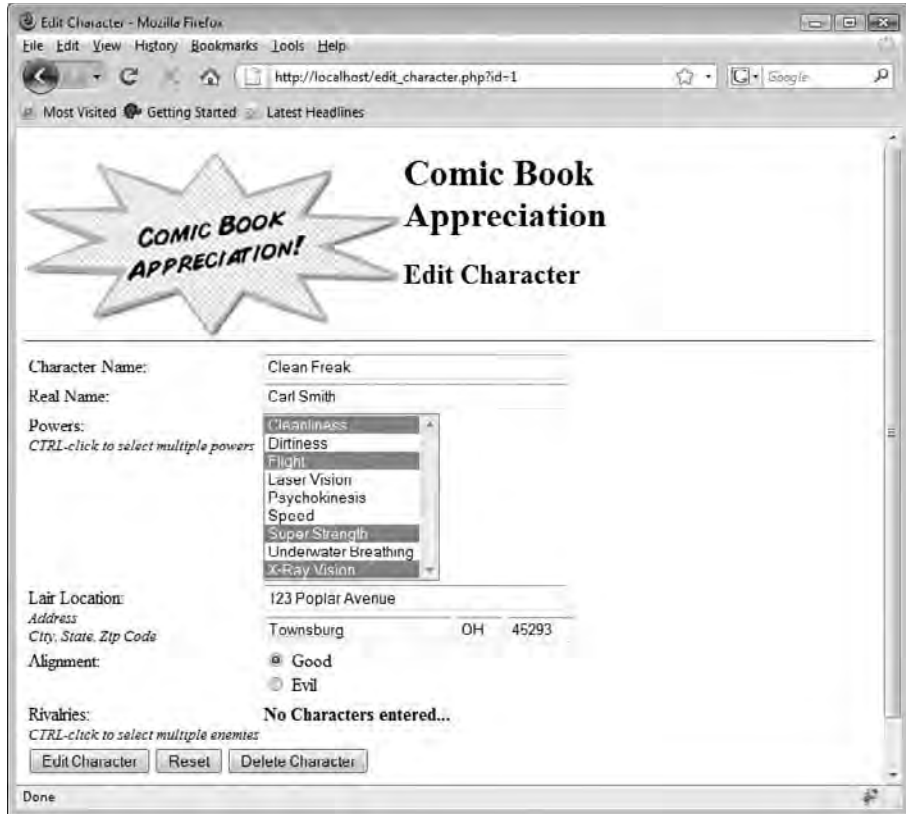 Edit Character - Mozilla Firefox
File Edit View History Bookmarks Tools Help
http://localhost/edit_character.php?id=1
Google
Most Visited Getting Started Latest Headlines
COMIC BOOK
APPRECIATION!
Comic Book
Appreciation
Edit Character
Character Name: Clean Freak
Real Name: Carl Smith
Powers:
CTRL-click to select multiple powers
Cleanliness
Dirtiness
Flight
Laser Vision
Psychokinesis
Speed
Super Strength
Underwater Breathing
X-Ray Vision
Lair Location: 123 Poplar Avenue
Address
City, State, Zip Code
Townsburg OH 45293
Alignment: Good
Evil
Rivalries: No Characters entered...
CTRL-click to select multiple enemies
Edit Character Reset Delete Character
Done